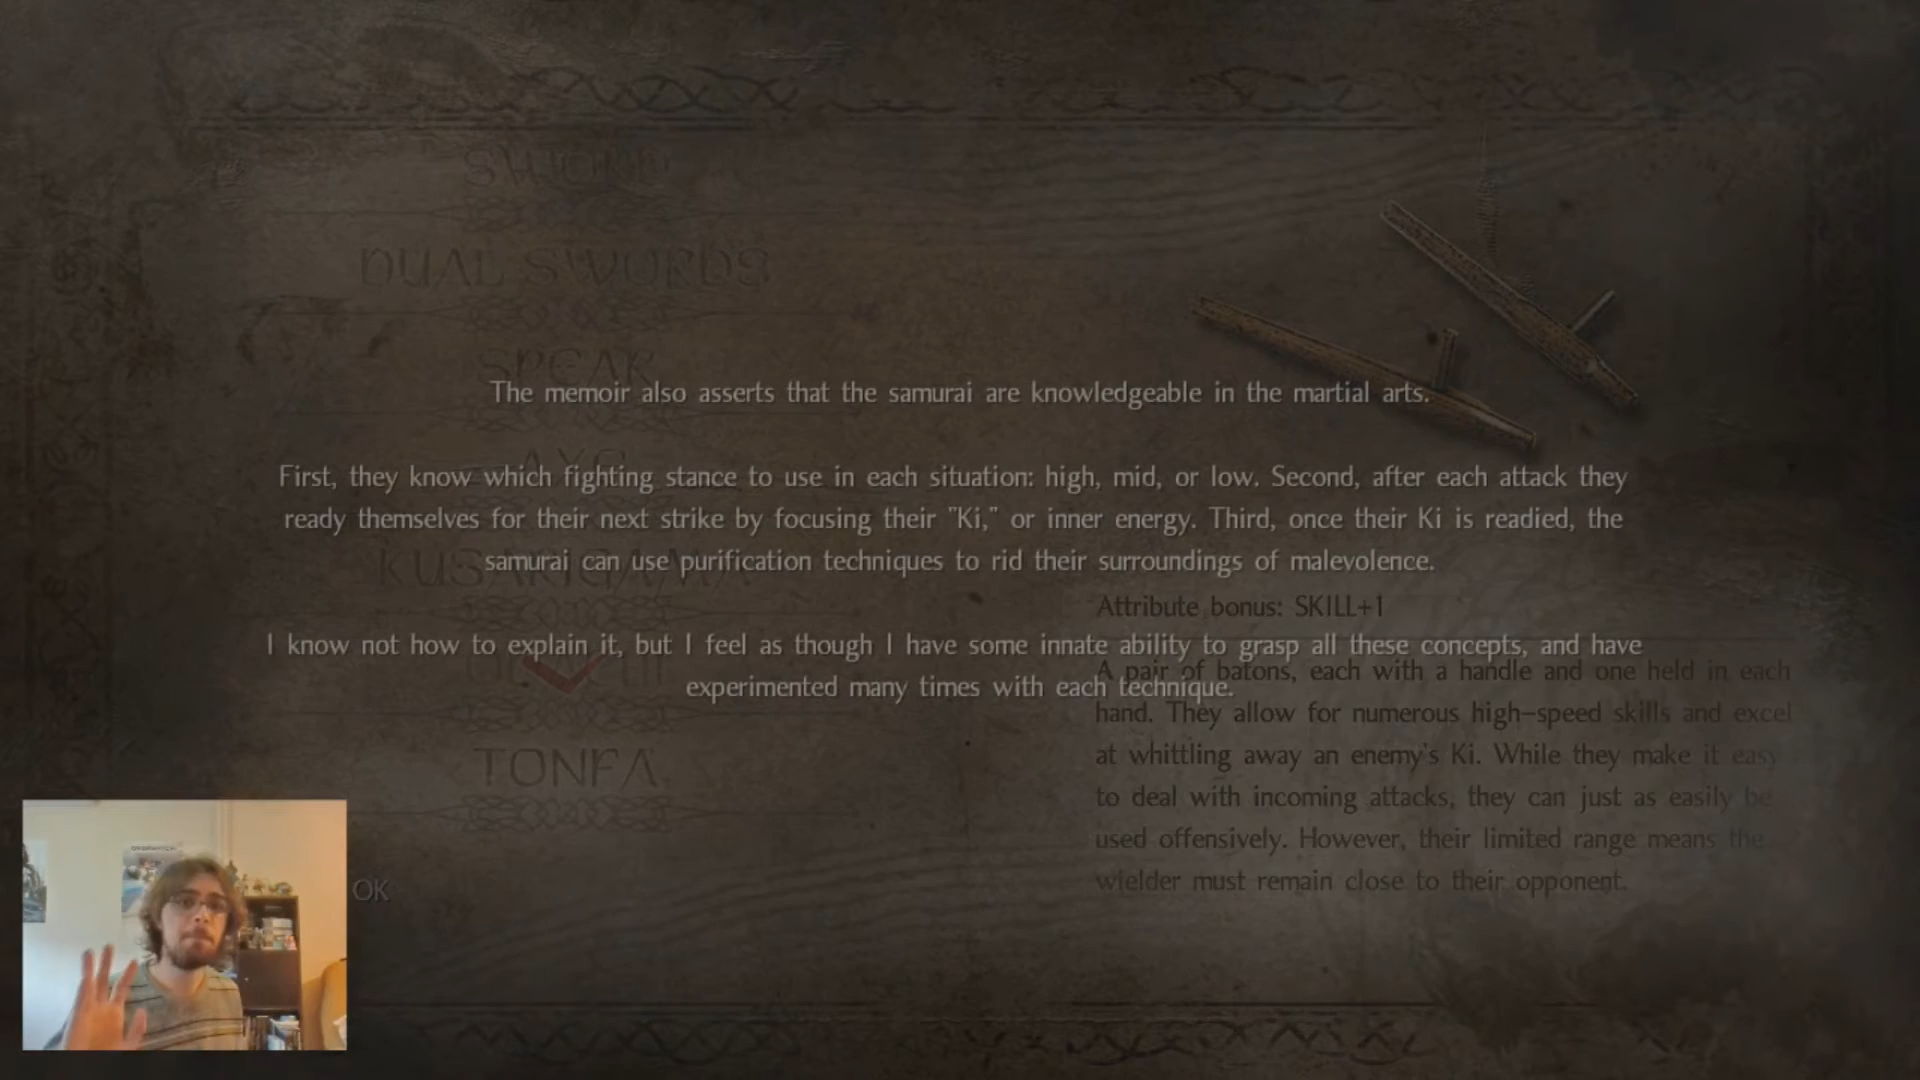 SWORD
DUAL SWORDS
SPEAR
The memoir also asserts that the samurai are knowledgeable in the martial arts.
AXE
First, they know which fighting stance to use in each situation: high, mid, or low. Second, after each attack they
ready themselves for their next strike by focusing their "Ki," or inner energy. Third, once their Ki is readied, the
samurai can use purification techniques to rid their surroundings of malevolence.
KUSARIGAMA
Attribute bonus: SKILL+1
I know not how to explain it, but I feel as though I have some innate ability to grasp all these concepts, and have
experimented many times with each technique.
A pair of batons, each with a handle and one held in each
hand. They allow for numerous high-speed skills and excel
at whittling away an enemy's Ki. While they make it easy
to deal with incoming attacks, they can just as easily be
used offensively. However, their limited range means the
wielder must remain close to their opponent.
TONFA
OK